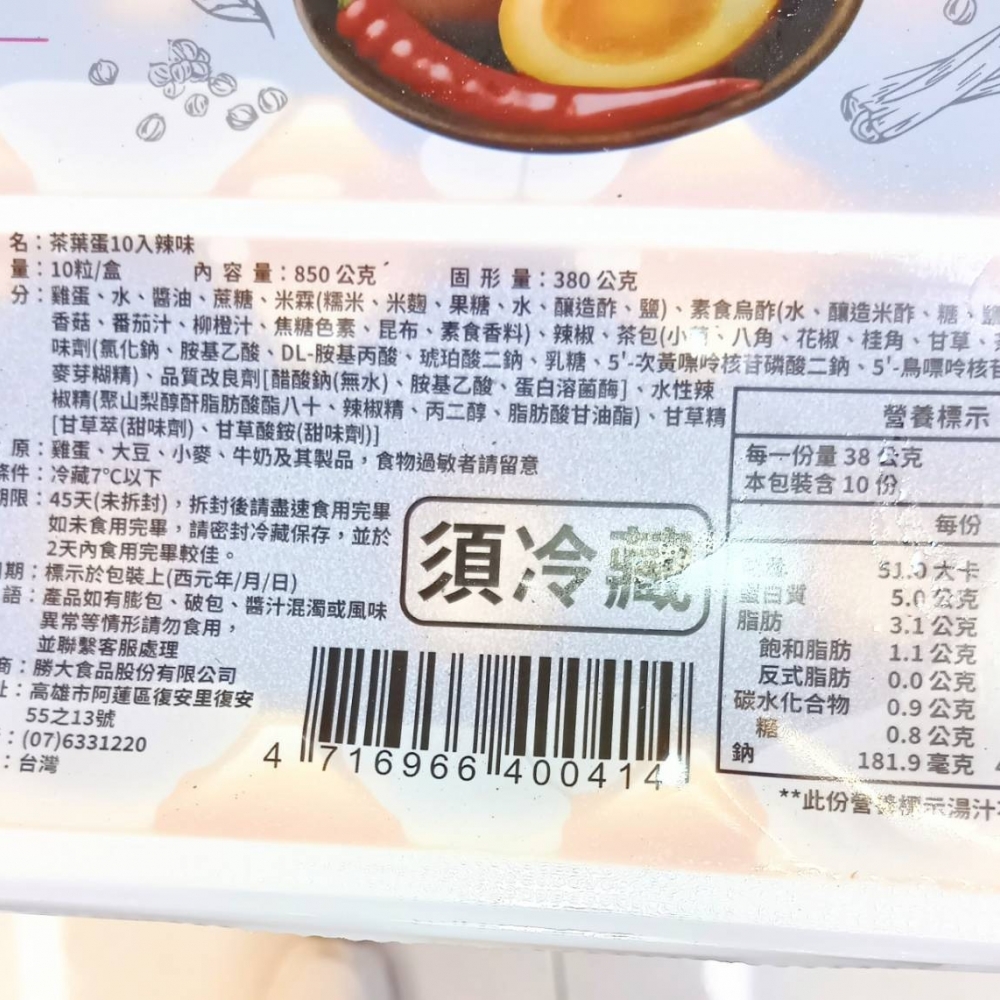 名：茶葉蛋10入辣味
量：10粒/盒 內容量：850公克 固形量：380公克
分：雞蛋、水、醬油、蔗糖、米霖(糯米、米麴、果糖、水、釀造醋、鹽)、素食烏醋(水、釀造米醋、糖、鹽
香菇、番茄汁、柳橙汁、焦糖色素、昆布、素食香料)、辣椒、茶包(小茴、八角、花椒、桂角、甘草、
味劑(氯化鈉、胺基乙酸、DL-胺基丙酸、琥珀酸二鈉、乳糖、5'-次黃嘌呤核苷磷酸二鈉、5'-鳥嘌呤核苷
麥芽糊精)、品質改良劑[醋酸鈉(無水)、胺基乙酸、蛋白溶菌酶]、水性辣
椒精(聚山梨醇酐脂肪酸酯八十、辣椒精、丙二醇、脂肪酸甘油酯)、甘草精
[甘草萃(甜味劑)、甘草酸銨(甜味劑)]
原：雞蛋、大豆、小麥、牛奶及其製品，食物過敏者請留意
條件：冷藏7℃以下
期限：45天(未拆封)，拆封後請盡速食用完畢
如未食用完畢，請密封冷藏保存，並於
2天內食用完畢較佳。
期：標示於包裝上(西元年/月/日)
語：產品如有膨包、破包、醬汁混濁或風味
異常等情形請勿食用，
並聯繫客服處理
商：勝大食品股份有限公司
址：高雄市阿蓮區復安里復安
55之13號
：(07)6331220
：台灣
須冷藏
4 716966 400414
營養標示
每一份量 38 公克
本包裝含 10 份
每份
51.0 大卡
蛋白質 5.0 公克
脂肪 3.1 公克
飽和脂肪 1.1 公克
反式脂肪 0.0 公克
碳水化合物 0.9 公克
糖 0.8 公克
鈉 181.9 毫克
**此份營養標示湯汁